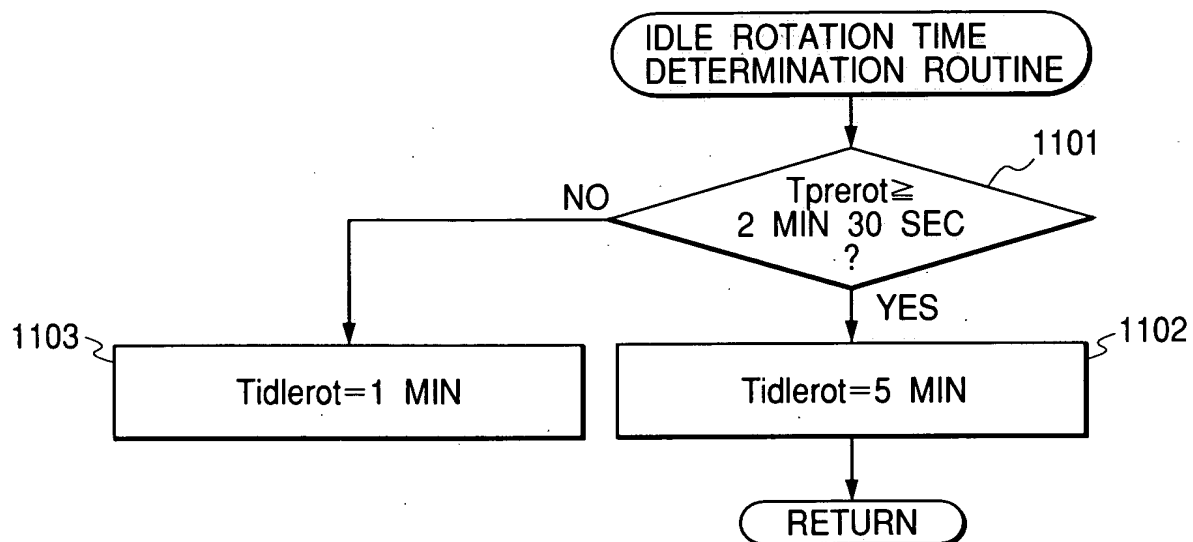 IDLE ROTATION TIME
DETERMINATION ROUTINE
1101
Tprerot≧
2 MIN 30 SEC
?
NO
YES
1103
Tidlerot=1 MIN
1102
Tidlerot=5 MIN
RETURN